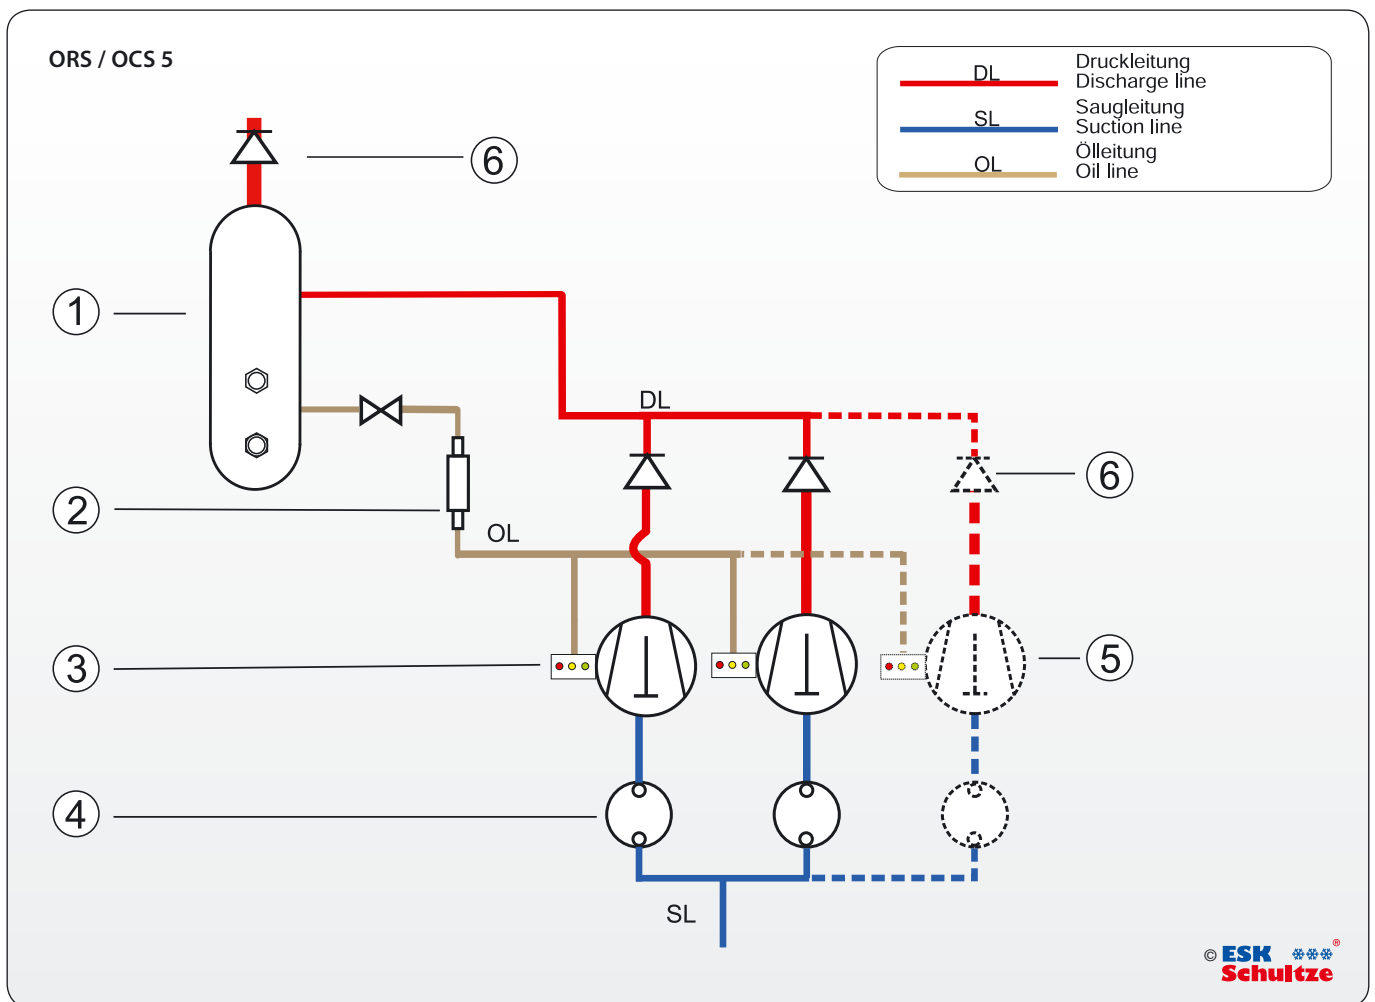 ORS / OCS 5
DL
Druckleitung
Discharge line
SL
Saugleitung
Suction line
OL
Ölleitung
Oil line
6
1
DL
6
2
OL
3
5
4
SL
© ESK ®
Schultze